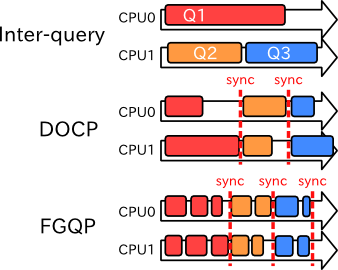 Inter-query
CPU0
Q1
CPU1
Q2
Q3
sync
sync
DOCP
CPU0
CPU1
sync
sync
sync
FGQP
CPU0
CPU1